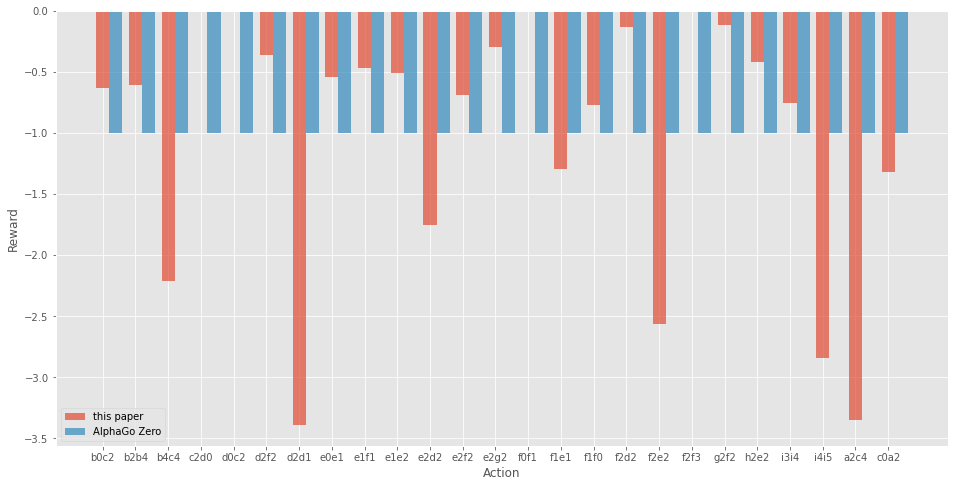 0.0
−0.5
−1.0
−1.5
−2.0
−2.5
−3.0
−3.5
Reward
this paper
AlphaGo Zero
b0c2 b2b4 b4c4 c2d0 d0c2 d2f2 d2d1 e0e1 e1f1 e1e2 e2d2 e2f2 e2g2 f0f1 f1e1 f1f0 f2d2 f2e2 f2f3 g2f2 h2e2 i3i4 i4i5 a2c4 c0a2
Action